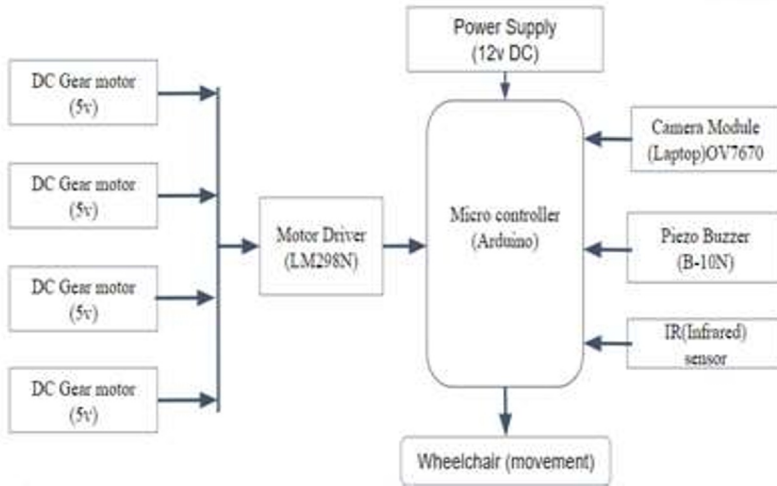 Power Supply
(12v DC)
DC Gear motor
(5v)
DC Gear motor
(5v)
DC Gear motor
(5v)
DC Gear motor
(5v)
Motor Driver
(LM298N)
Micro controller
(Arduino)
Camera Module
(Laptop)OV7670
Piezo Buzzer
(B-10N)
IR(Infrared)
sensor
Wheelchair (movement)